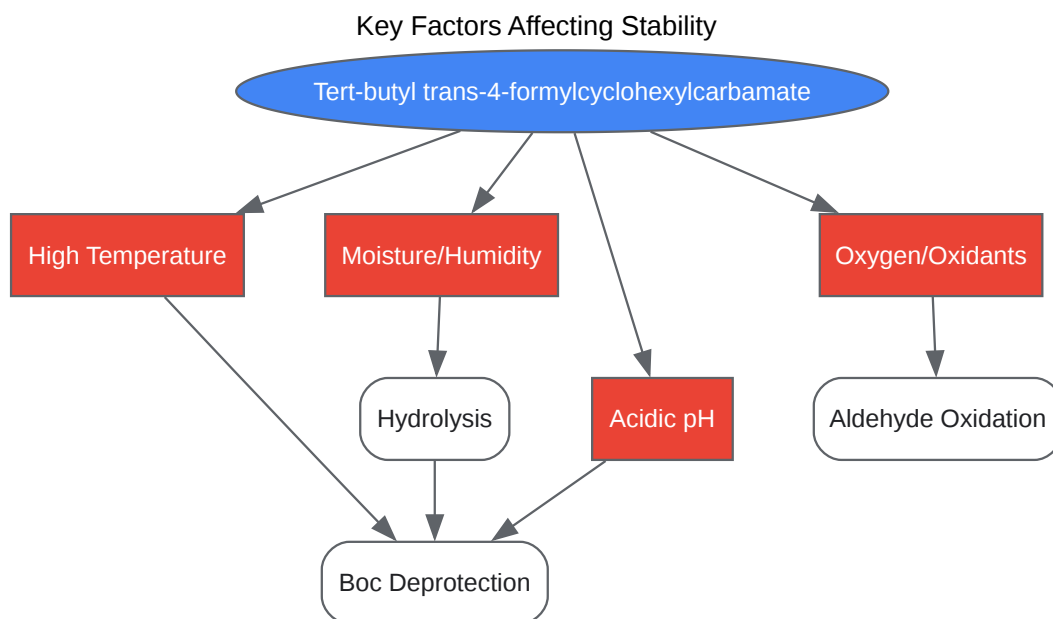 Key Factors Affecting Stability
Tert-butyl trans-4-formylcyclohexylcarbamate
High Temperature
Moisture/Humidity
Oxygen/Oxidants
Hydrolysis
Acidic pH
Aldehyde Oxidation
Boc Deprotection